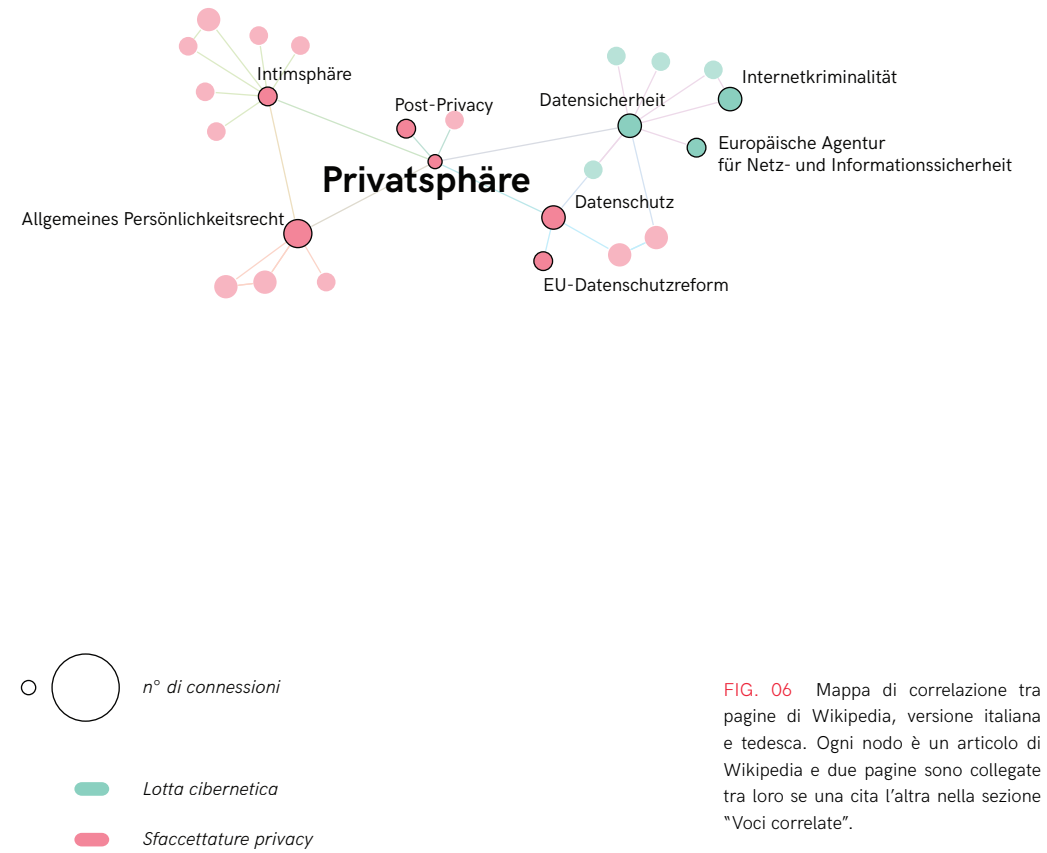 Intimsphäre
Internetkriminalität
Post-Privacy
Datensicherheit
Europäische Agentur
für Netz- und Informationssicherheit
Privatsphäre
Datenschutz
Allgemeines Persönlichkeitsrecht
EU-Datenschutzreform
n° di connessioni
Lotta cibernetica
Sfaccettature privacy
FIG. 06 Mappa di correlazione tra
pagine di Wikipedia, versione italiana
e tedesca. Ogni nodo è un articolo di
Wikipedia e due pagine sono collegate
tra loro se una cita l'altra nella sezione
“Voci correlate”.